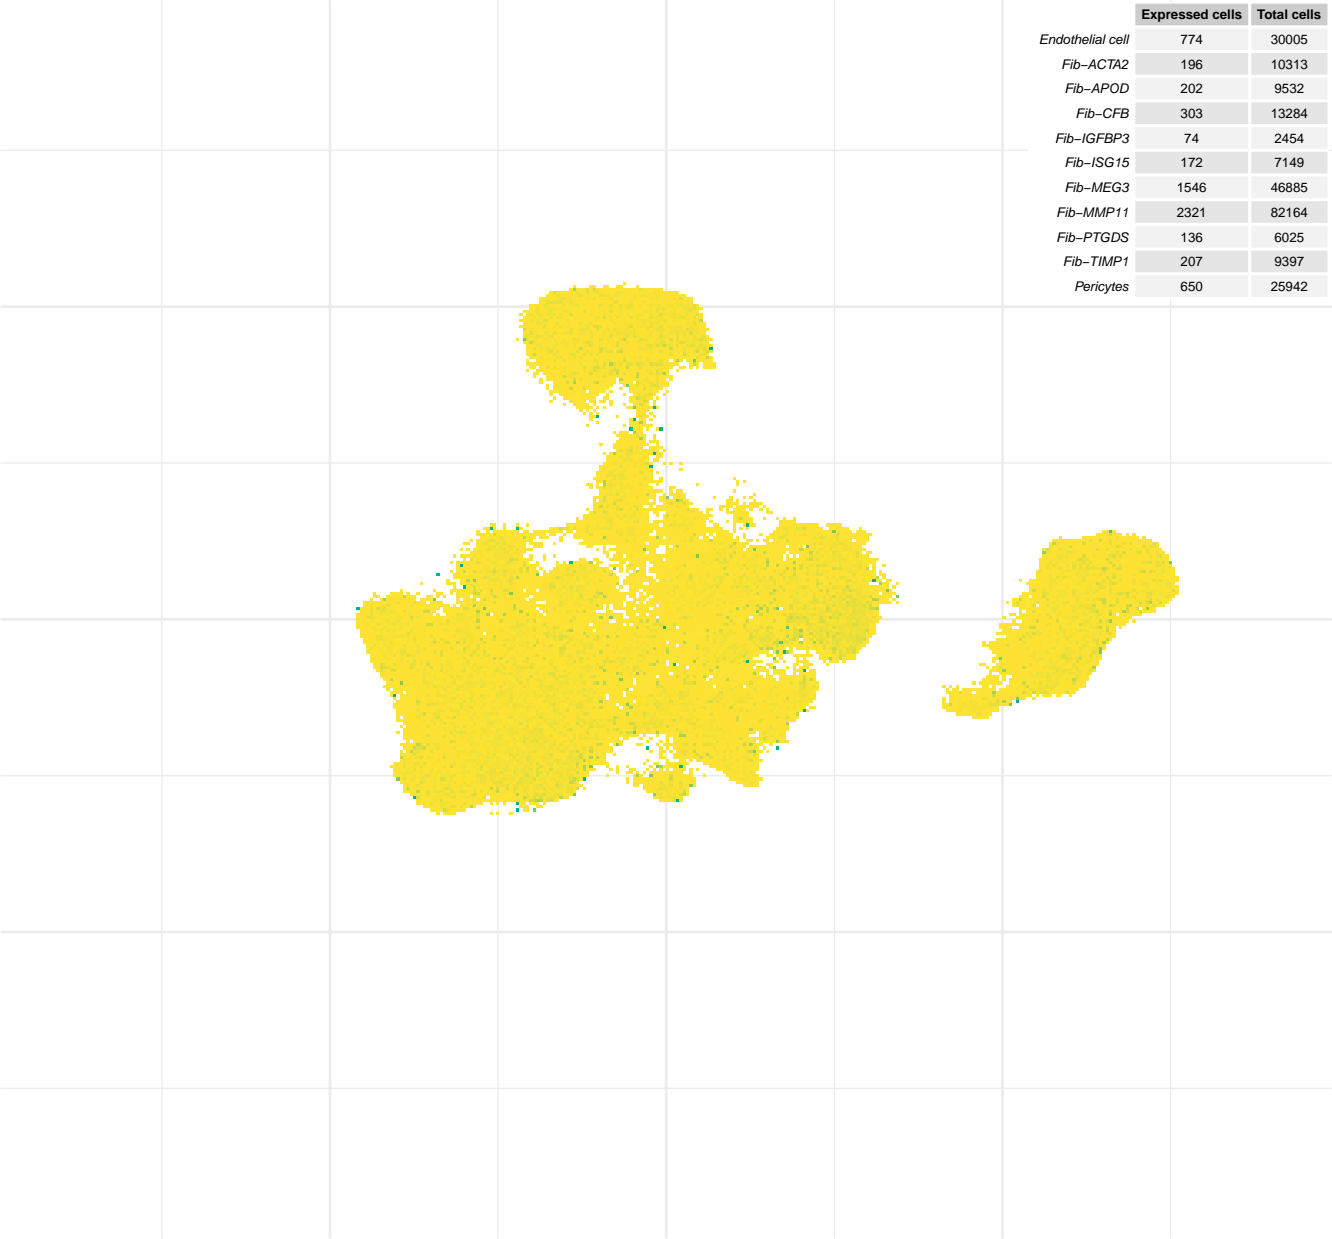 Expressed cells Total cells
Endothelial cell 774 30005
Fib−ACTA2 196 10313
Fib−APOD 202 9532
Fib−CFB 303 13284
Fib−IGFBP3 74 2454
Fib−ISG15 172 7149
Fib−MEG3 1546 46885
Fib−MMP11 2321 82164
Fib−PTGDS 136 6025
Fib−TIMP1 207 9397
Pericytes 650 25942